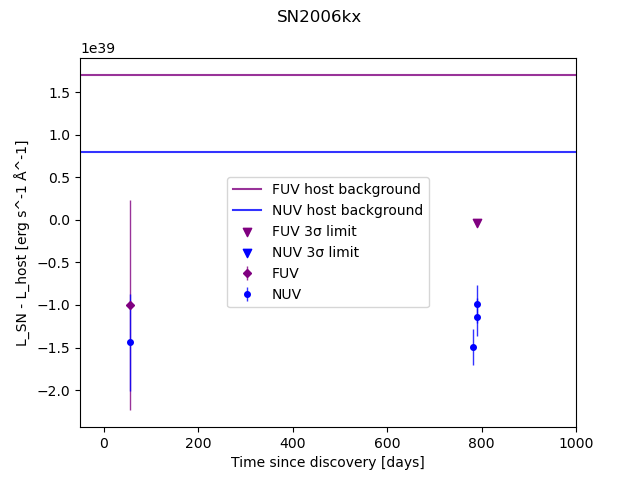 SN2006kx
1e39
L_SN - L_host [erg s^-1 Å^-1]
1.5
1.0
0.5
0.0
−0.5
−1.0
−1.5
−2.0
FUV host background
NUV host background
FUV 3σ limit
NUV 3σ limit
FUV
NUV
0 200 400 600 800 1000
Time since discovery [days]